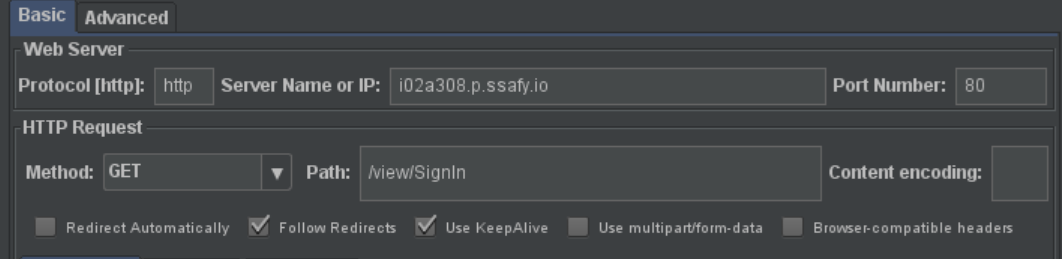 Basic Advanced
Web Server
Protocol [http]: http Server Name or IP: i02a308.p.ssafy.io Port Number: 80
HTTP Request
Method: GET Path: /view/SignIn Content encoding:
Redirect Automatically Follow Redirects Use KeepAlive Use multipart/form-data Browser-compatible headers